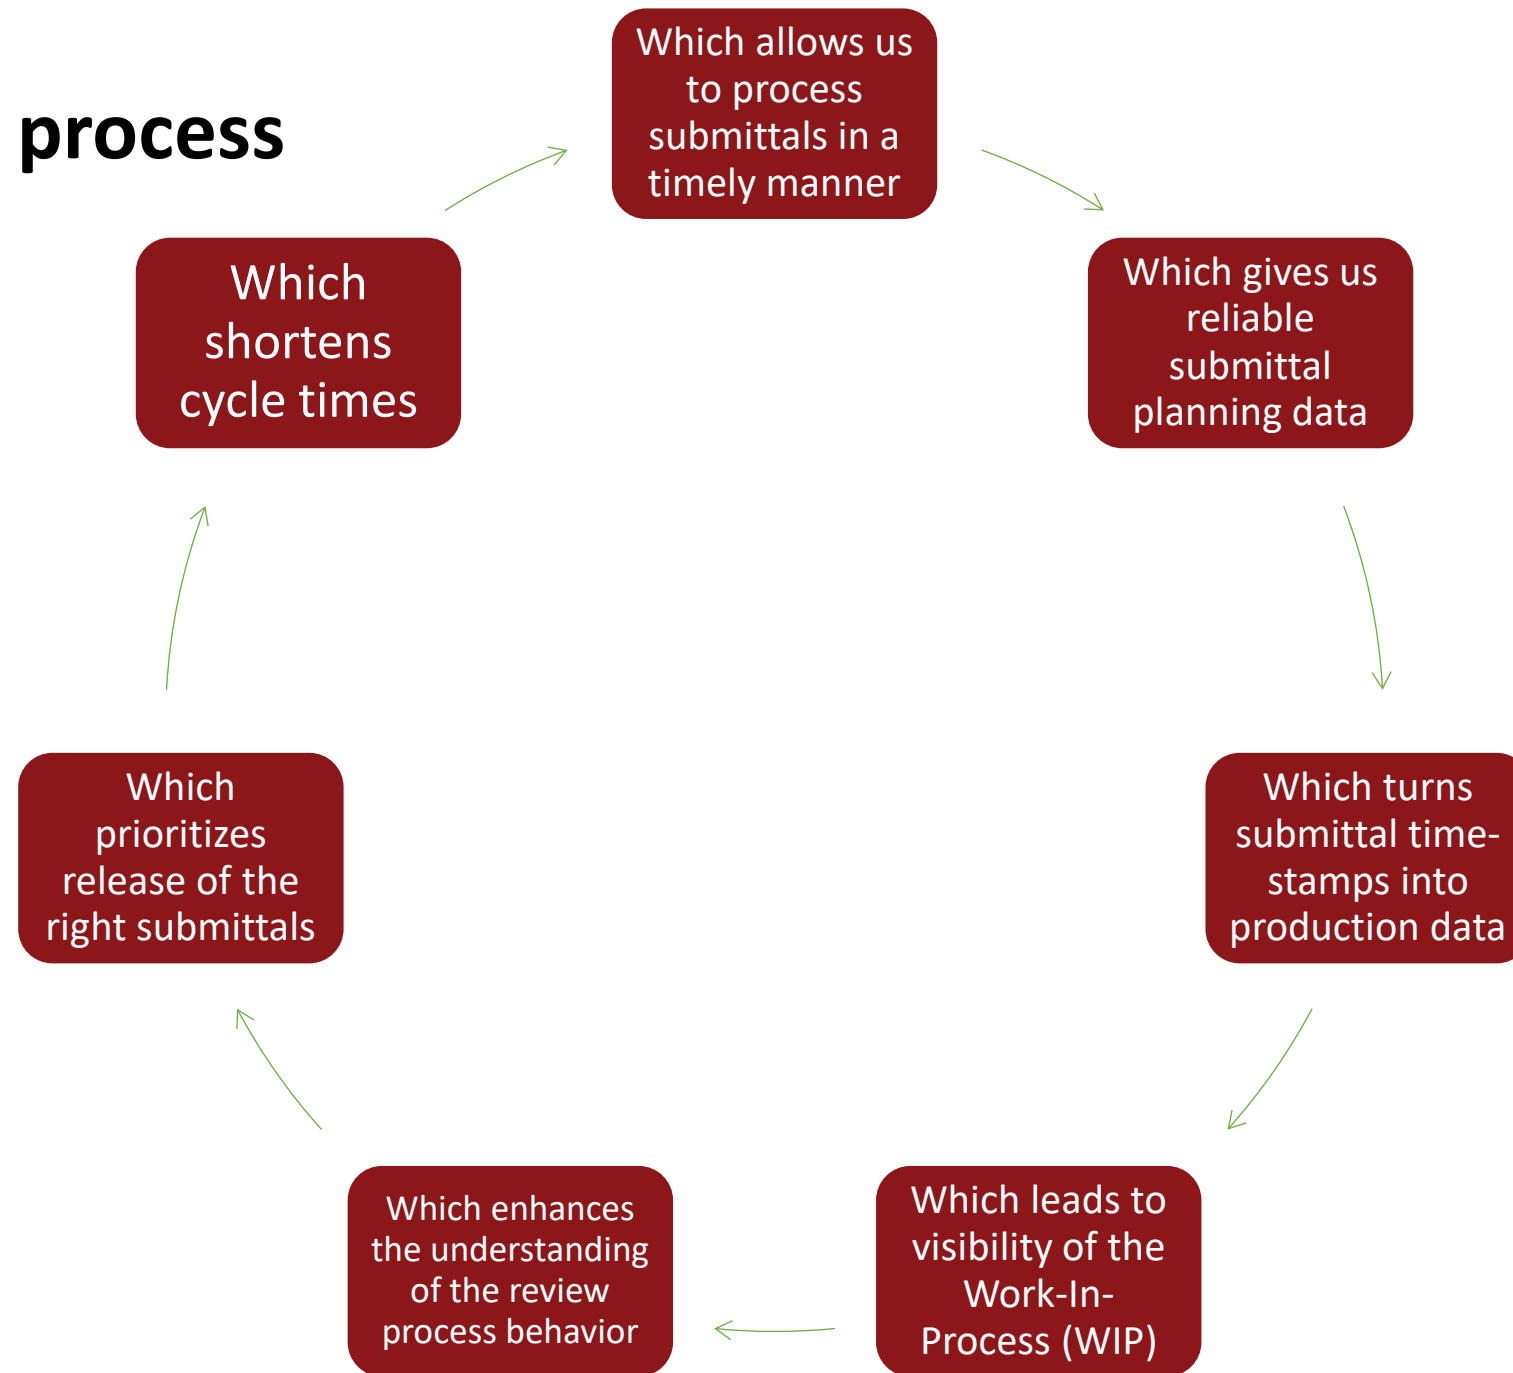 process
Which allows us
to process
submittals in a
timely manner
Which gives us
reliable
submittal
planning data
Which turns
submittal time-
stamps into
production data
Which leads to
visibility of the
Work-In-
Process (WIP)
Which enhances
the understanding
of the review
process behavior
Which
prioritizes
release of the
right submittals
Which
shortens
cycle times